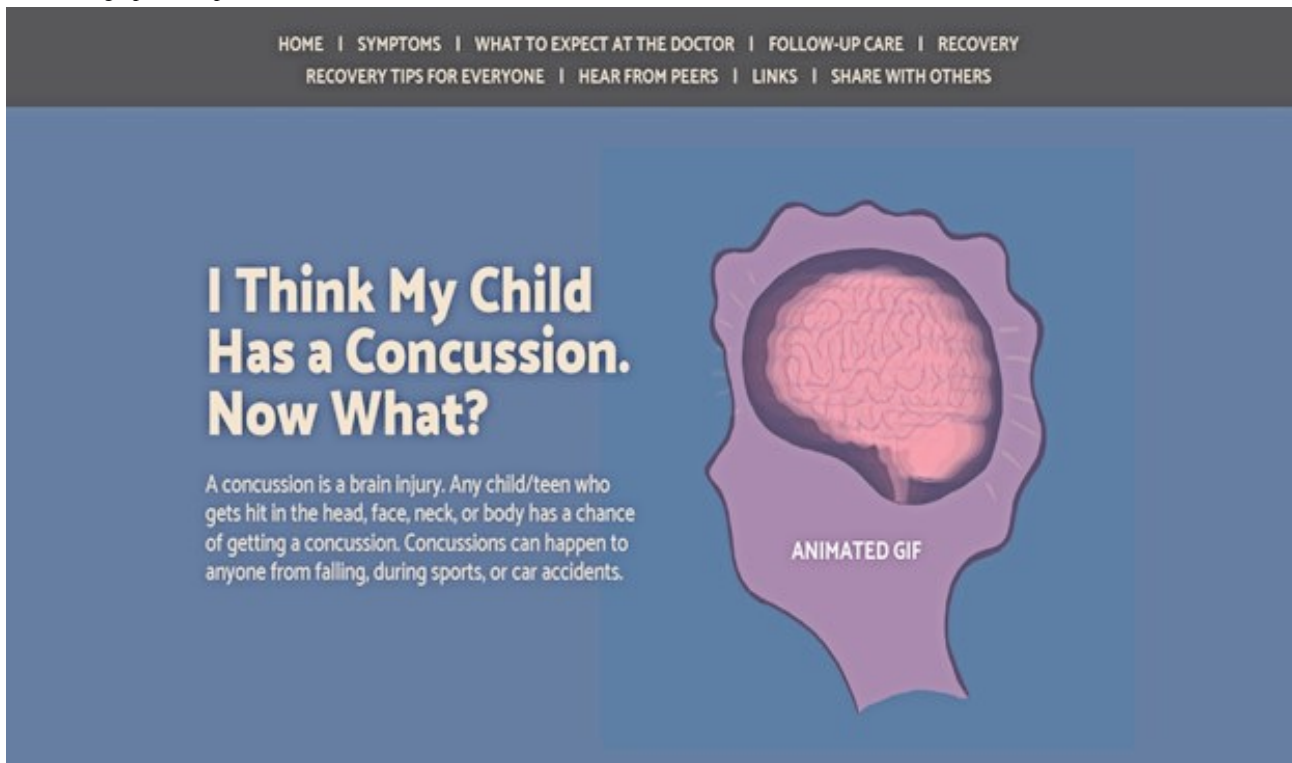 HOME | SYMPTOMS | WHAT TO EXPECT AT THE DOCTOR | FOLLOW-UP CARE | RECOVERY
RECOVERY TIPS FOR EVERYONE | HEAR FROM PEERS | LINKS | SHARE WITH OTHERS
I Think My Child
Has a Concussion.
Now What?
A concussion is a brain injury. Any child/teen who
gets hit in the head, face, neck, or body has a chance
of getting a concussion. Concussions can happen to
anyone from falling, during sports, or car accidents.
ANIMATED GIF